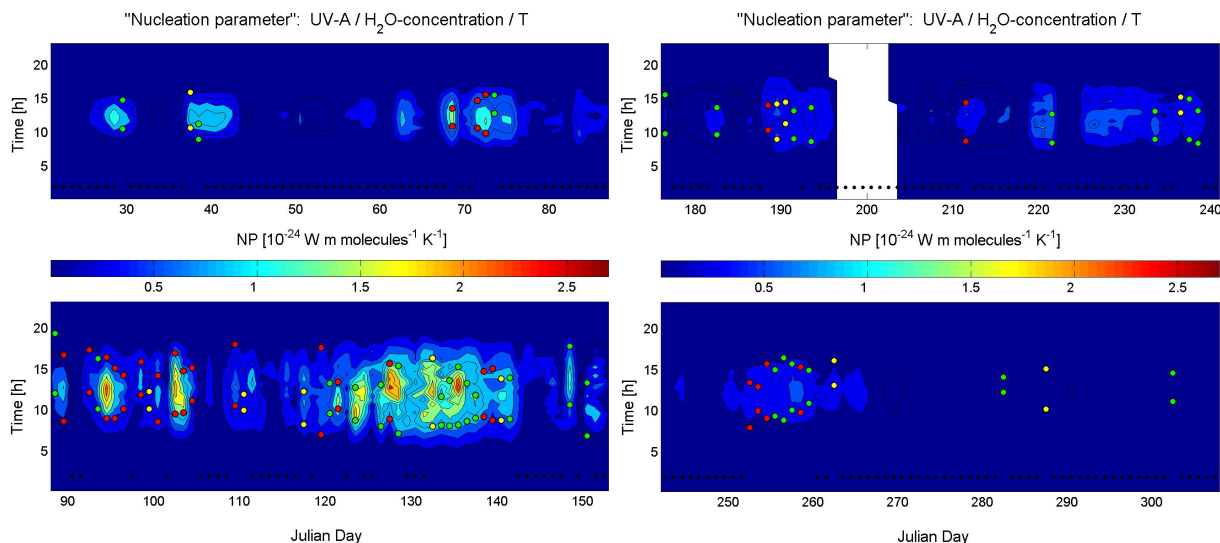 "Nucleation parameter":  UV-A / H2O-concentration / T
20
15
10
5
Time [h]
30 40 50 60 70 80
NP [10^-24 W m molecules^-1 K^-1]
0.5 1 1.5 2 2.5
20
15
10
5
Time [h]
90 100 110 120 130 140 150
Julian Day
"Nucleation parameter":  UV-A / H2O-concentration / T
20
15
10
5
Time [h]
180 190 200 210 220 230 240
NP [10^-24 W m molecules^-1 K^-1]
0.5 1 1.5 2 2.5
20
15
10
5
Time [h]
250 260 270 280 290 300
Julian Day